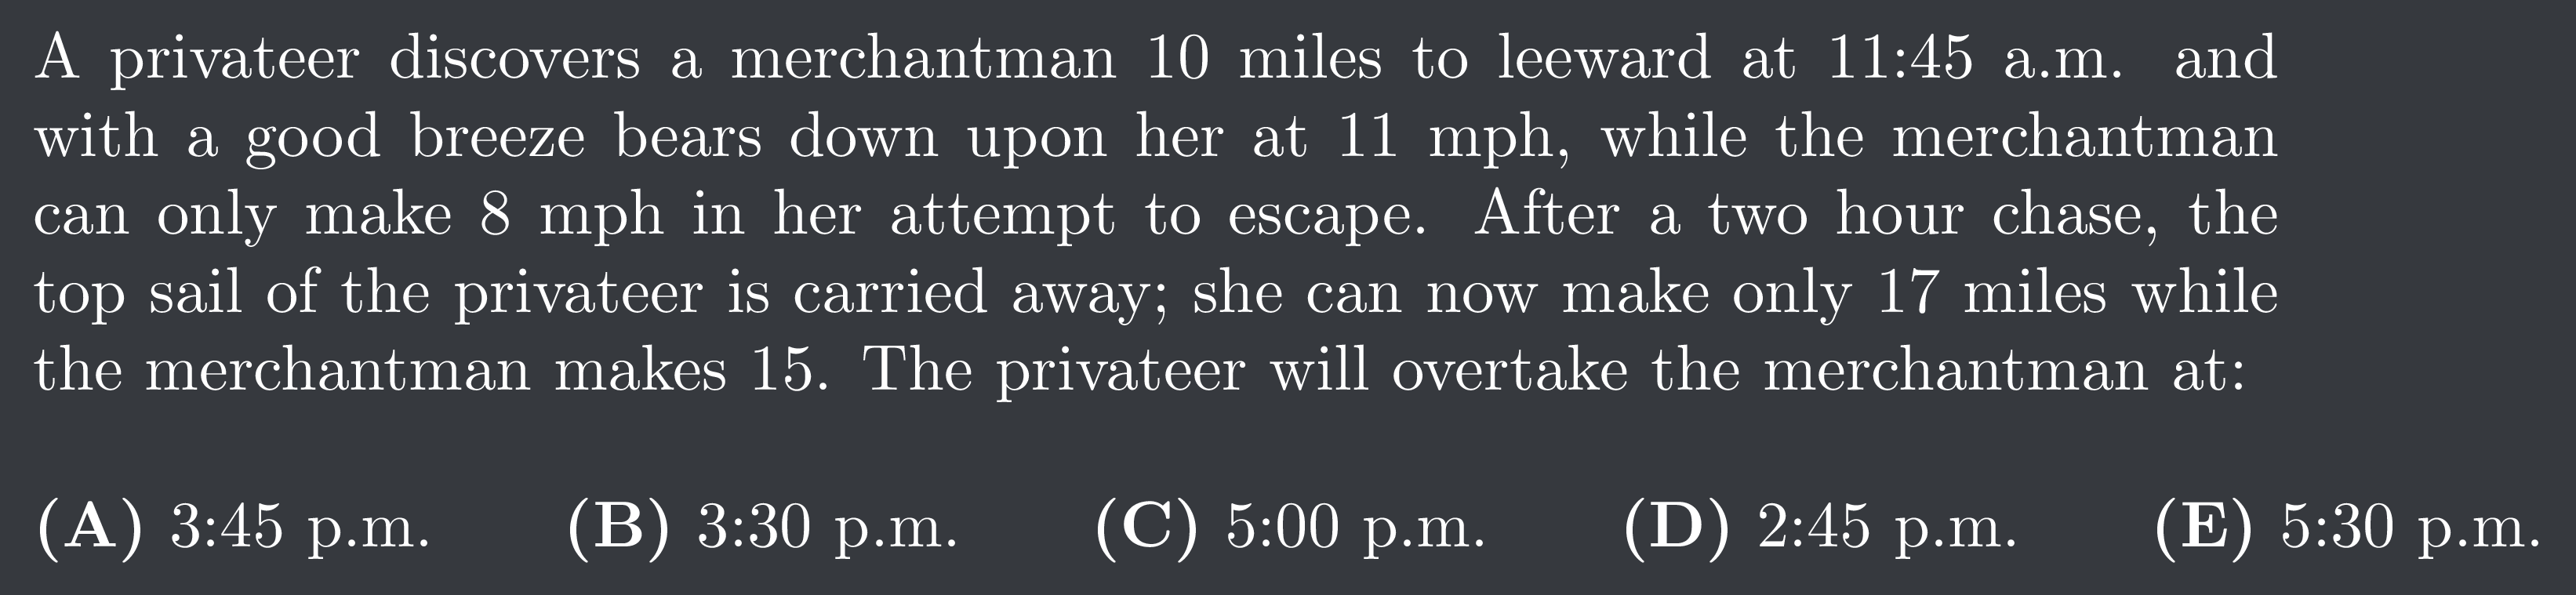 A privateer discovers a merchantman 10 miles to leeward at 11:45 a.m. and
with a good breeze bears down upon her at 11 mph, while the merchantman
can only make 8 mph in her attempt to escape. After a two hour chase, the
top sail of the privateer is carried away; she can now make only 17 miles while
the merchantman makes 15. The privateer will overtake the merchantman at:
(A) 3:45 p.m. (B) 3:30 p.m. (C) 5:00 p.m. (D) 2:45 p.m. (E) 5:30 p.m.